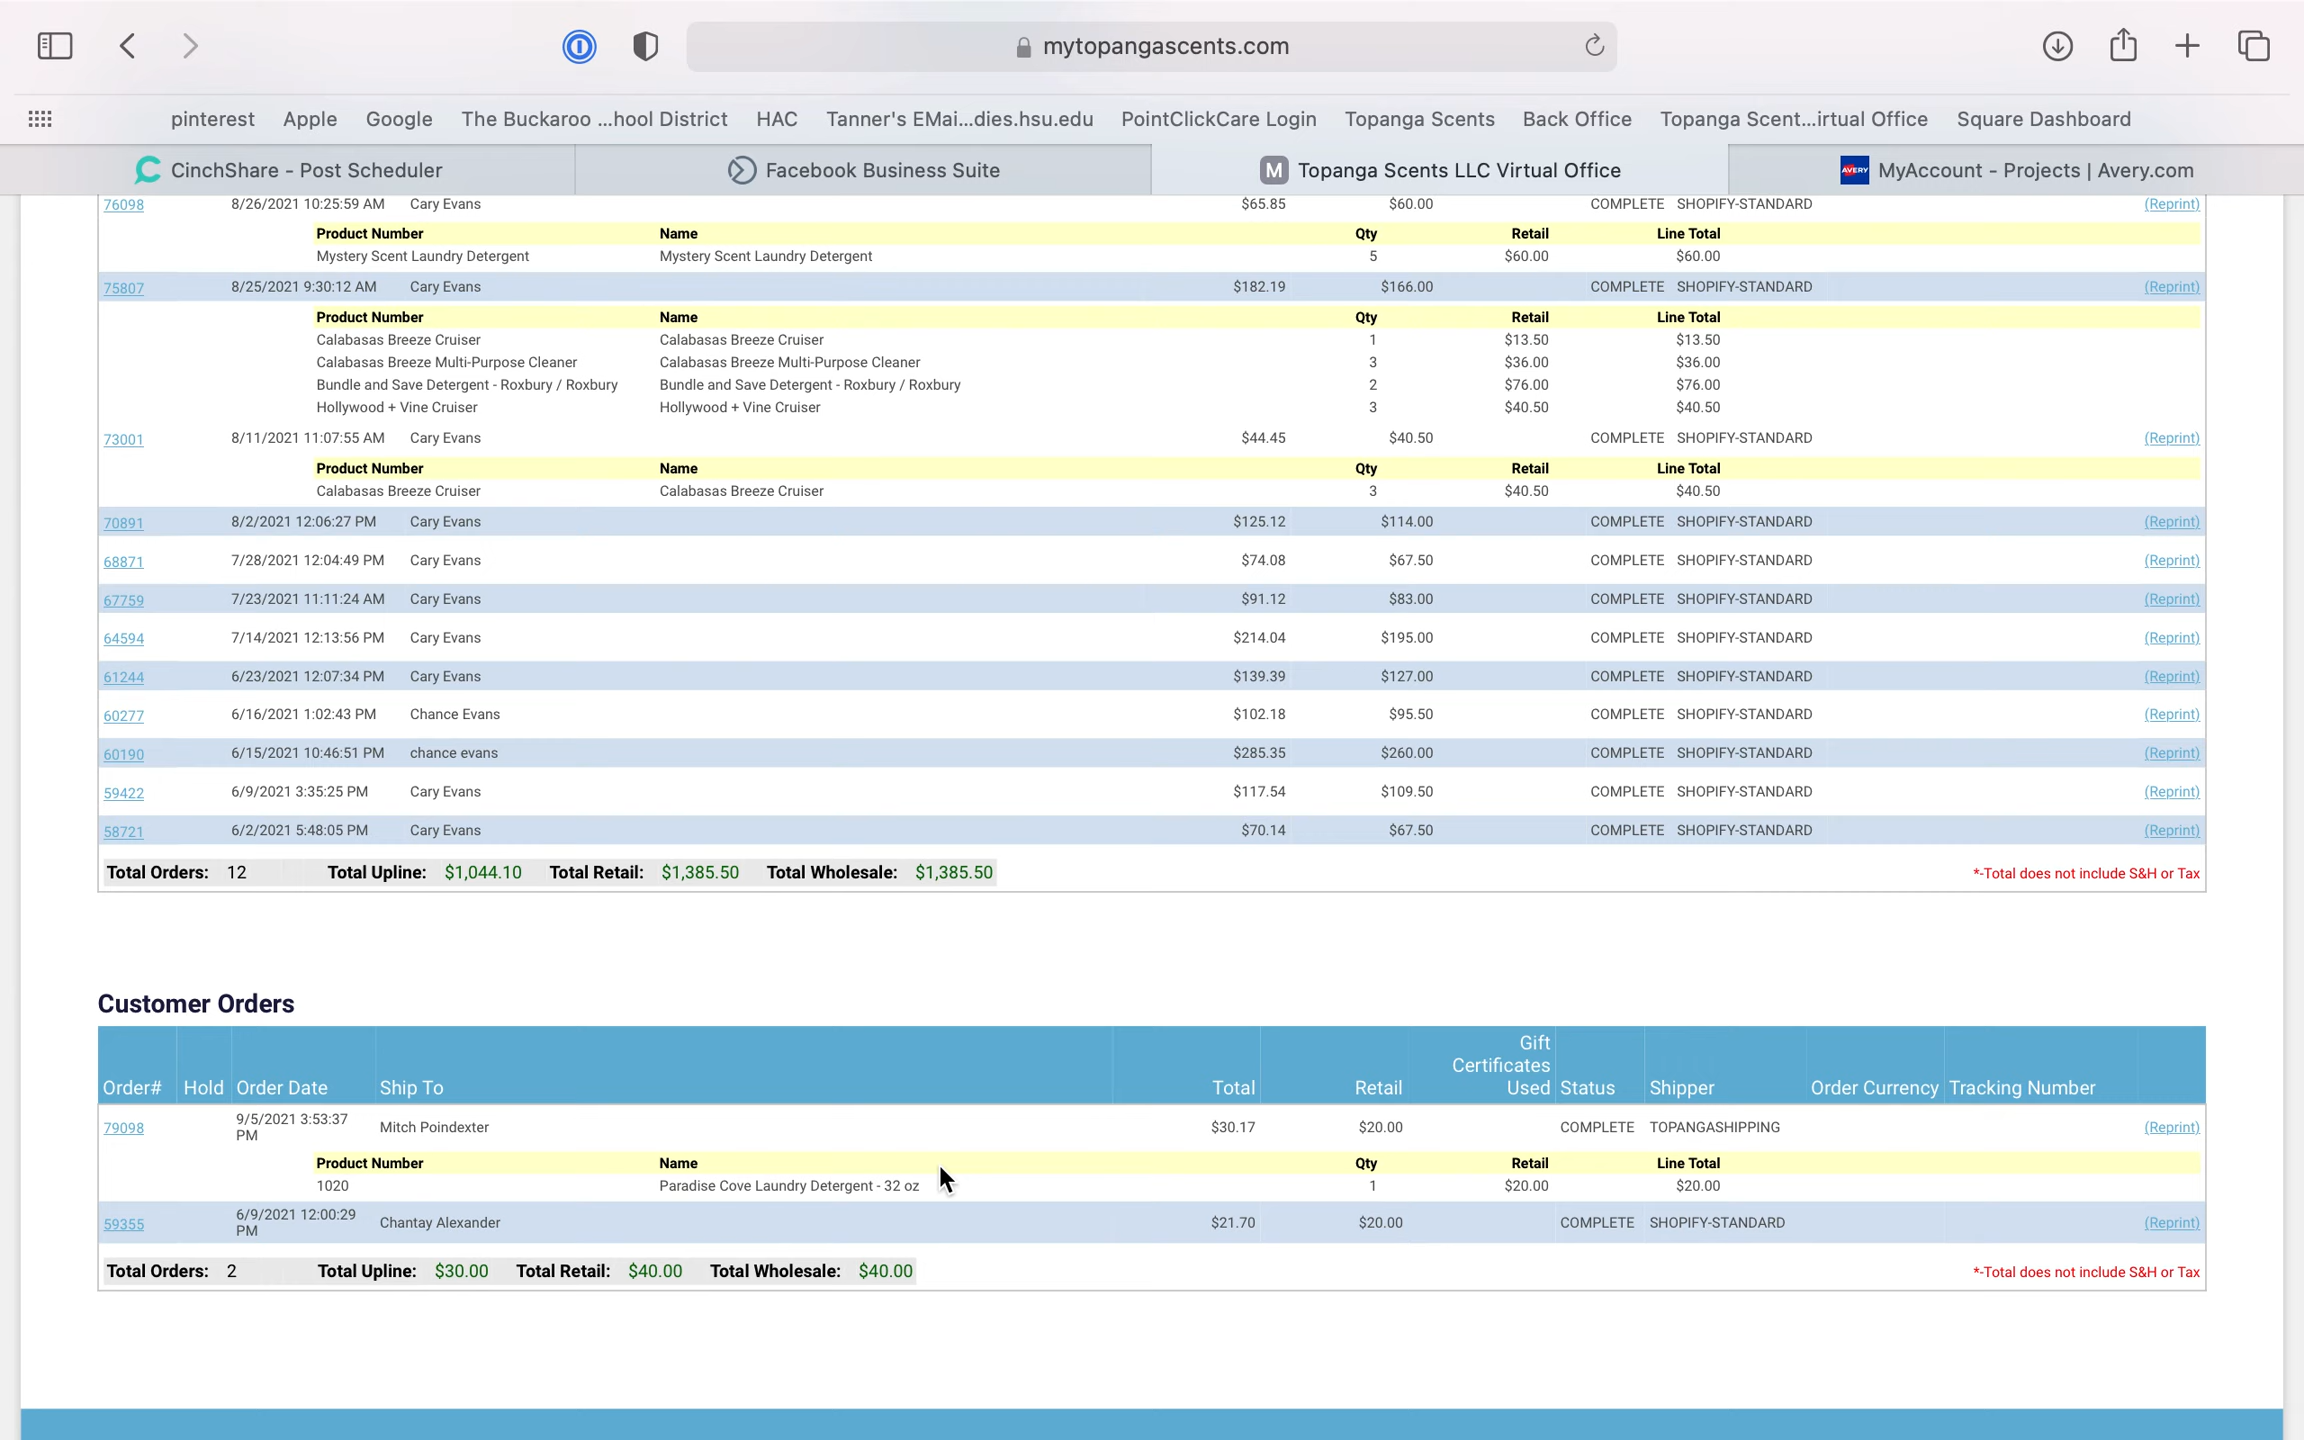 mytopangascents.com
pinterest Apple Google The Buckaroo ...hool District HAC Tanner's EMai...dies.hsu.edu PointClickCare Login Topanga Scents Back Office Topanga Scent...irtual Office Square Dashboard
CinchShare - Post Scheduler Facebook Business Suite M Topanga Scents LLC Virtual Office AVERY MyAccount - Projects | Avery.com
76098 8/26/2021 10:25:59 AM Cary Evans $65.85 $60.00 COMPLETE SHOPIFY-STANDARD (Reprint)
Product Number Name Qty Retail Line Total
Mystery Scent Laundry Detergent Mystery Scent Laundry Detergent 5 $60.00 $60.00
75807 8/25/2021 9:30:12 AM Cary Evans $182.19 $166.00 COMPLETE SHOPIFY-STANDARD (Reprint)
Product Number Name Qty Retail Line Total
Calabasas Breeze Cruiser Calabasas Breeze Cruiser 1 $13.50 $13.50
Calabasas Breeze Multi-Purpose Cleaner Calabasas Breeze Multi-Purpose Cleaner 3 $36.00 $36.00
Bundle and Save Detergent - Roxbury / Roxbury Bundle and Save Detergent - Roxbury / Roxbury 2 $76.00 $76.00
Hollywood + Vine Cruiser Hollywood + Vine Cruiser 3 $40.50 $40.50
73001 8/11/2021 11:07:55 AM Cary Evans $44.45 $40.50 COMPLETE SHOPIFY-STANDARD (Reprint)
Product Number Name Qty Retail Line Total
Calabasas Breeze Cruiser Calabasas Breeze Cruiser 3 $40.50 $40.50
70891 8/2/2021 12:06:27 PM Cary Evans $125.12 $114.00 COMPLETE SHOPIFY-STANDARD (Reprint)
68871 7/28/2021 12:04:49 PM Cary Evans $74.08 $67.50 COMPLETE SHOPIFY-STANDARD (Reprint)
67759 7/23/2021 11:11:24 AM Cary Evans $91.12 $83.00 COMPLETE SHOPIFY-STANDARD (Reprint)
64594 7/14/2021 12:13:56 PM Cary Evans $214.04 $195.00 COMPLETE SHOPIFY-STANDARD (Reprint)
61244 6/23/2021 12:07:34 PM Cary Evans $139.39 $127.00 COMPLETE SHOPIFY-STANDARD (Reprint)
60277 6/16/2021 1:02:43 PM Chance Evans $102.18 $95.50 COMPLETE SHOPIFY-STANDARD (Reprint)
60190 6/15/2021 10:46:51 PM chance evans $285.35 $260.00 COMPLETE SHOPIFY-STANDARD (Reprint)
59422 6/9/2021 3:35:25 PM Cary Evans $117.54 $109.50 COMPLETE SHOPIFY-STANDARD (Reprint)
58721 6/2/2021 5:48:05 PM Cary Evans $70.14 $67.50 COMPLETE SHOPIFY-STANDARD (Reprint)
Total Orders: 12 Total Upline: $1,044.10 Total Retail: $1,385.50 Total Wholesale: $1,385.50 *-Total does not include S&H or Tax
Customer Orders
Gift
Certificates
Order# Hold Order Date Ship To Total Retail Used Status Shipper Order Currency Tracking Number
79098 9/5/2021 3:53:37 PM Mitch Poindexter $30.17 $20.00 COMPLETE TOPANGASHIPPING (Reprint)
Product Number Name Qty Retail Line Total
1020 Paradise Cove Laundry Detergent - 32 oz 1 $20.00 $20.00
59355 6/9/2021 12:00:29 PM Chantay Alexander $21.70 $20.00 COMPLETE SHOPIFY-STANDARD (Reprint)
Total Orders: 2 Total Upline: $30.00 Total Retail: $40.00 Total Wholesale: $40.00 *-Total does not include S&H or Tax